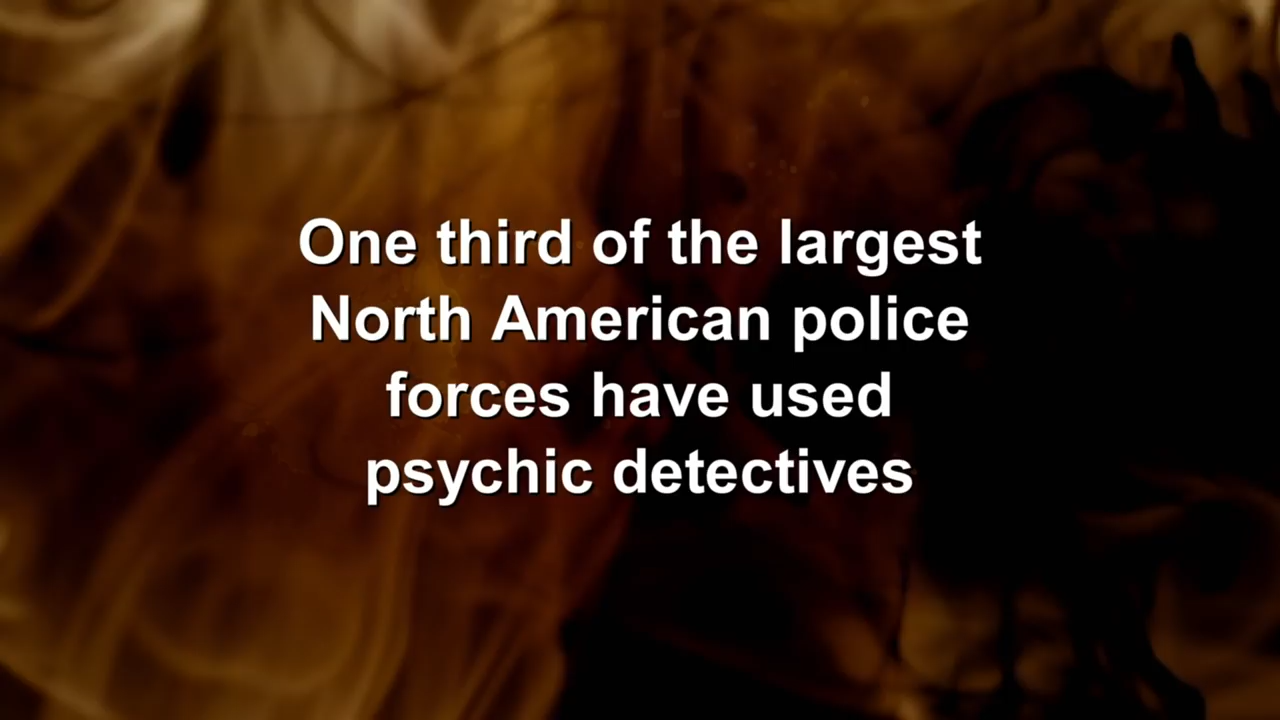 One third of the largest
North American police
forces have used
psychic detectives